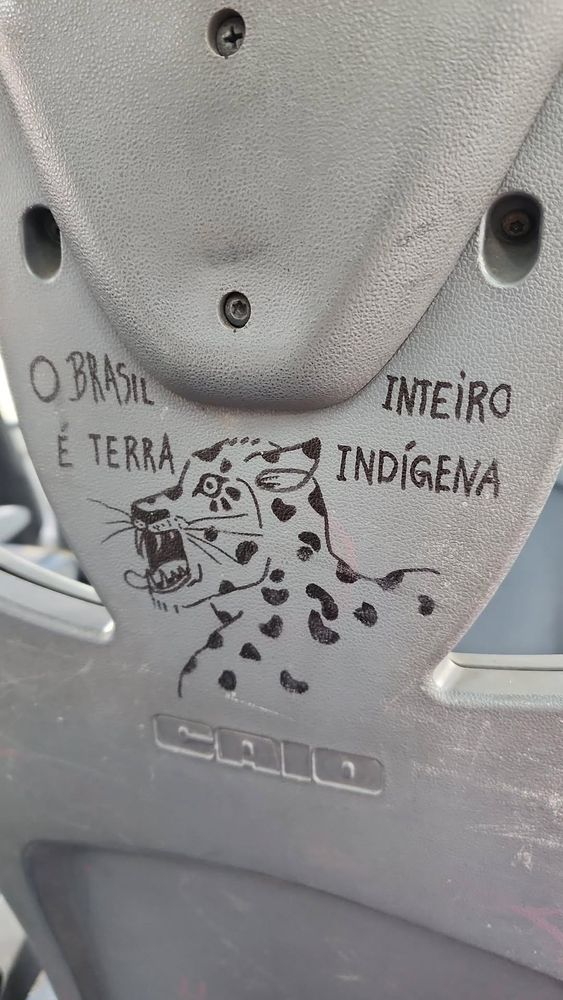 O BRASIL INTEIRO
É TERRA INDÍGENA
CAIO